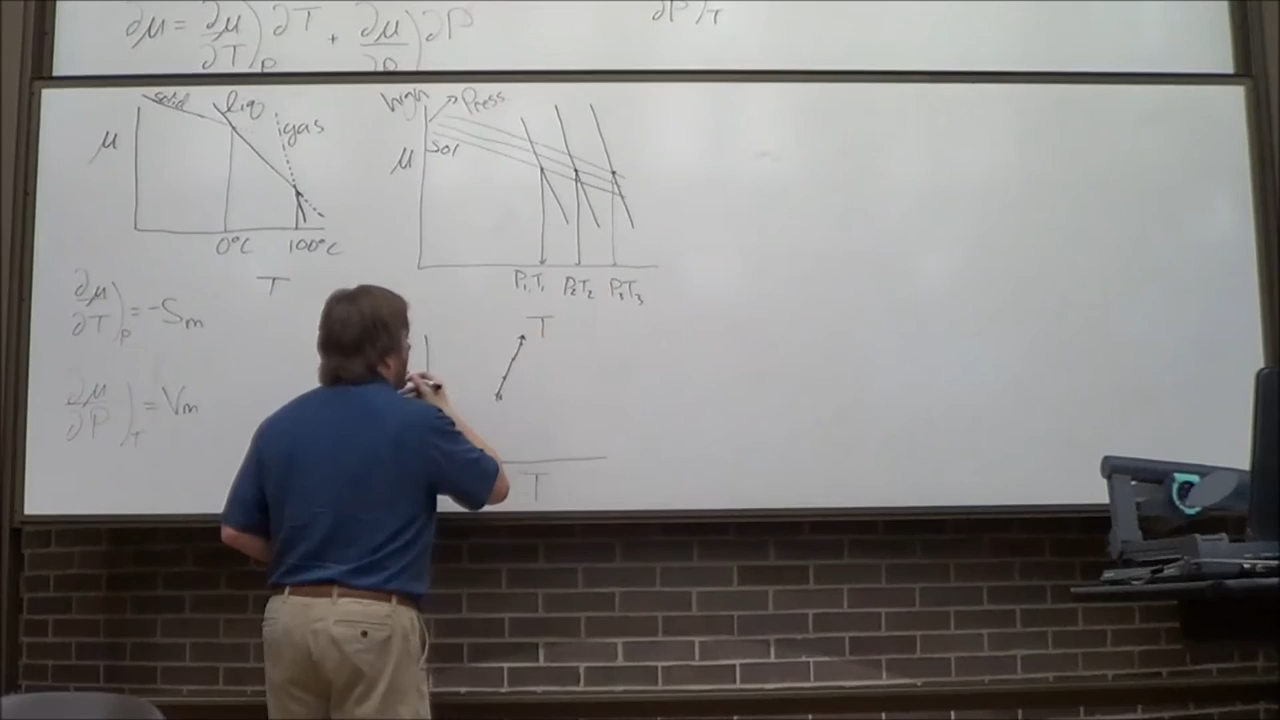 ∂μ = ∂μ/∂T)P ∂T + ∂μ/∂P) ∂P
∂P)T
solid
liq
gas
μ
0°C
100°C
T
high
Press
μ
Sol
P₁T₁
P₂T₂
P₃T₃
T
∂μ/∂T)P = -Sm
∂μ/∂P)T = Vm
T